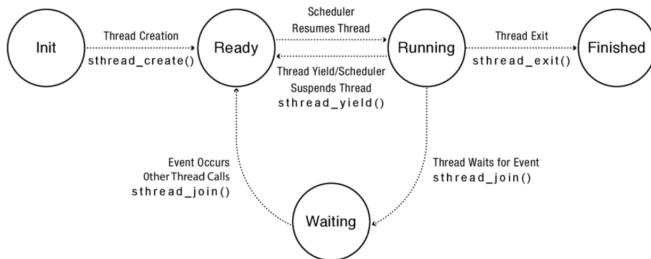 Init
Thread Creation
sthread_create()
Ready
Scheduler
Resumes Thread
Thread Yield/Scheduler
Suspends Thread
sthread_yield()
Running
Thread Exit
sthread_exit()
Finished
Event Occurs
Other Thread Calls
sthread_join()
Thread Waits for Event
sthread_join()
Waiting